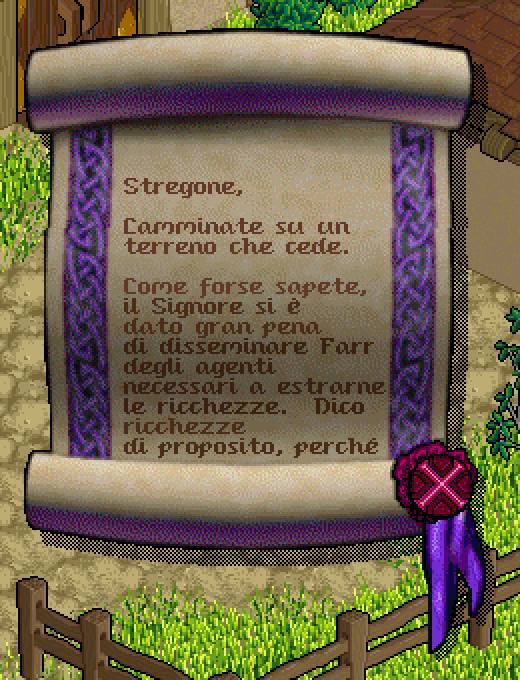 Stregone,
Camminate su un
terreno che cede.
Come forse sapete,
il Signore si è
dato gran pena
di disseminare Farr
degli agenti
necessari a estrarne
le ricchezze.  Dico
ricchezze
di proposito, perché